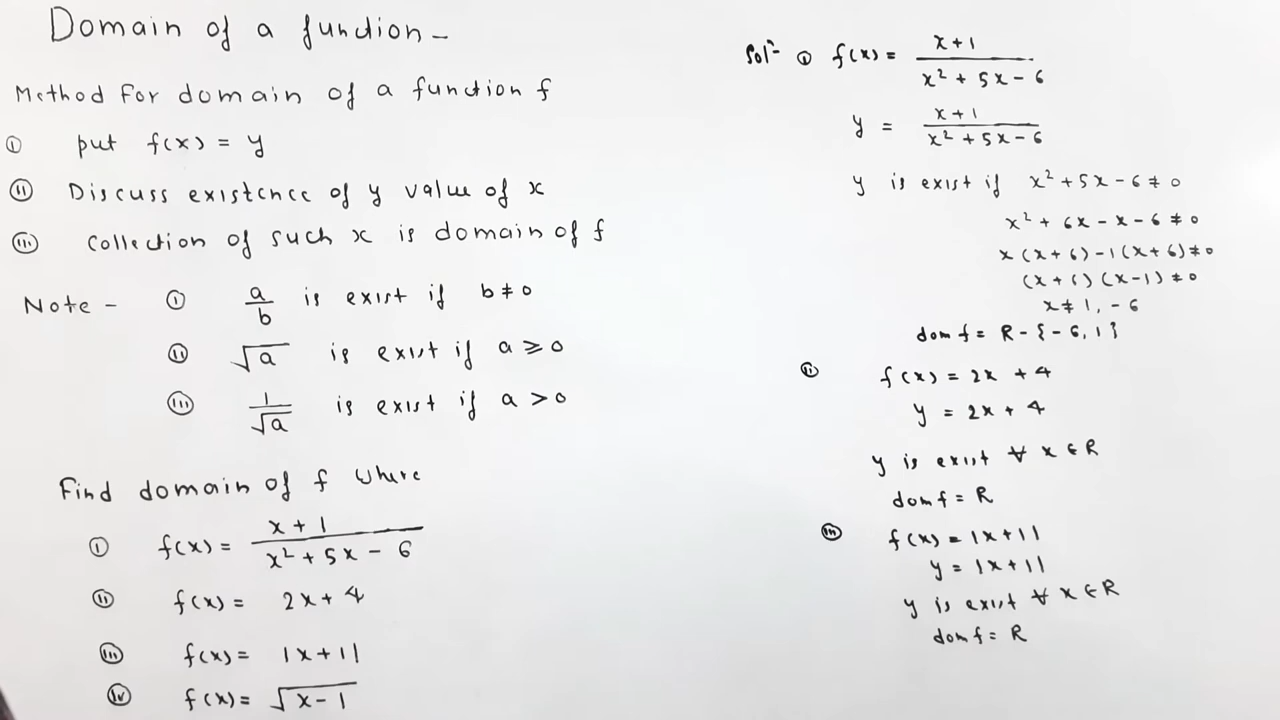 Domain of a function -
Method for domain of a function f
(i) put f(x) = y
(ii) Discuss existence of y value of x
(iii) Collection of such x is domain of f
Note - (i) a/b is exist if b ≠ 0
(ii) √a is exist if a ≥ 0
(iii) 1/√a is exist if a > 0
Find domain of f where
(i) f(x) = (x + 1)/(x² + 5x - 6)
(ii) f(x) = 2x + 4
(iii) f(x) = |x + 1|
(iv) f(x) = √(x - 1)
Solⁿ (i) f(x) = (x + 1)/(x² + 5x - 6)
y = (x + 1)/(x² + 5x - 6)
y is exist if x² + 5x - 6 ≠ 0
x² + 6x - x - 6 ≠ 0
x(x + 6) - 1(x + 6) ≠ 0
(x + 6)(x - 1) ≠ 0
x ≠ 1, -6
dom f = R - {-6, 1}
(ii) f(x) = 2x + 4
y = 2x + 4
y is exist ∀ x ∈ R
dom f = R
(iii) f(x) = |x + 1|
y = |x + 1|
y is exist ∀ x ∈ R
dom f = R